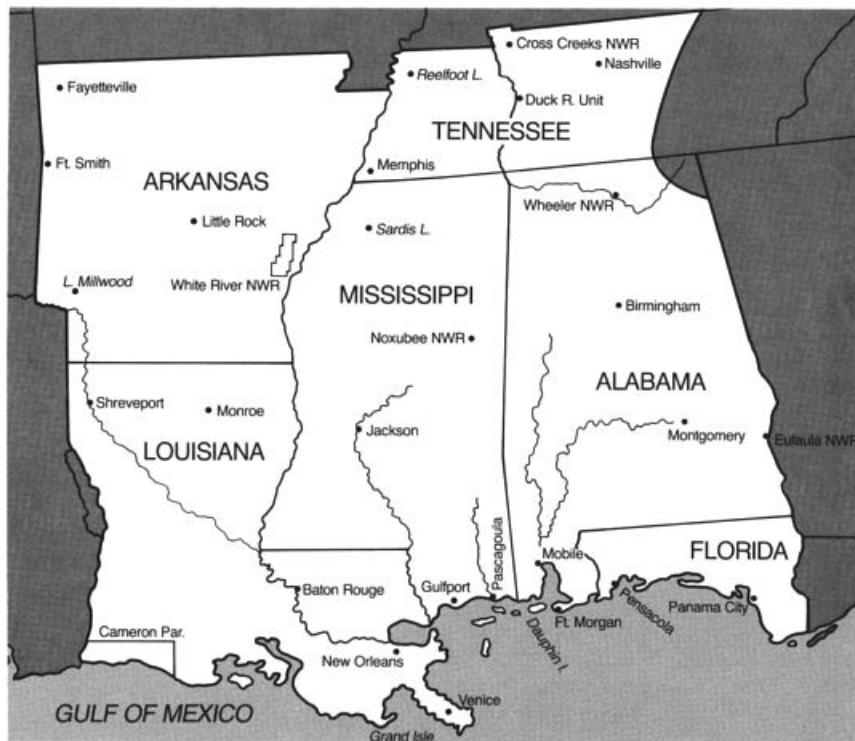 Cross Creeks NWR
Nashville
Reelfoot L.
Fayetteville
Duck R. Unit
TENNESSEE
Ft. Smith
Memphis
ARKANSAS
Wheeler NWR
Little Rock
Sardis L.
L. Millwood
White River NWR
MISSISSIPPI
Birmingham
Noxubee NWR
ALABAMA
Shreveport
Monroe
Jackson
Montgomery
Eufaula NWR
LOUISIANA
Pascagoula
Mobile
FLORIDA
Baton Rouge
Gulfport
Dauphin I.
Ft. Morgan
Pensacola
Panama City
Cameron Par.
New Orleans
Venice
GULF OF MEXICO
Grand Isle